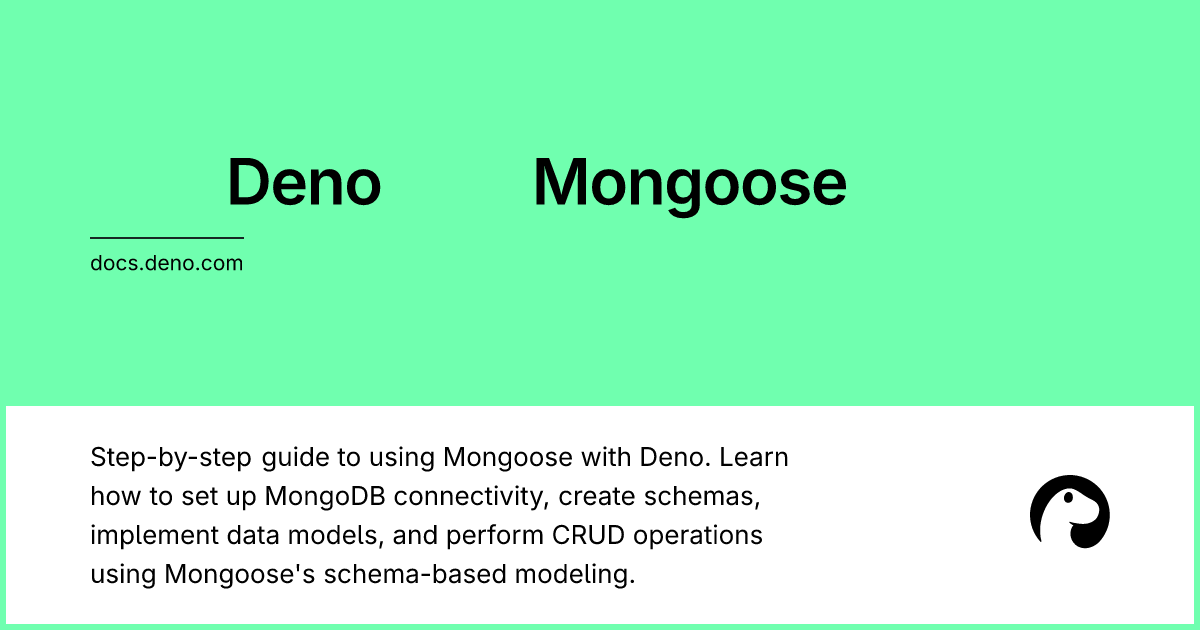 Deno Mongoose
docs.deno.com
Step-by-step guide to using Mongoose with Deno. Learn
how to set up MongoDB connectivity, create schemas,
implement data models, and perform CRUD operations
using Mongoose's schema-based modeling.